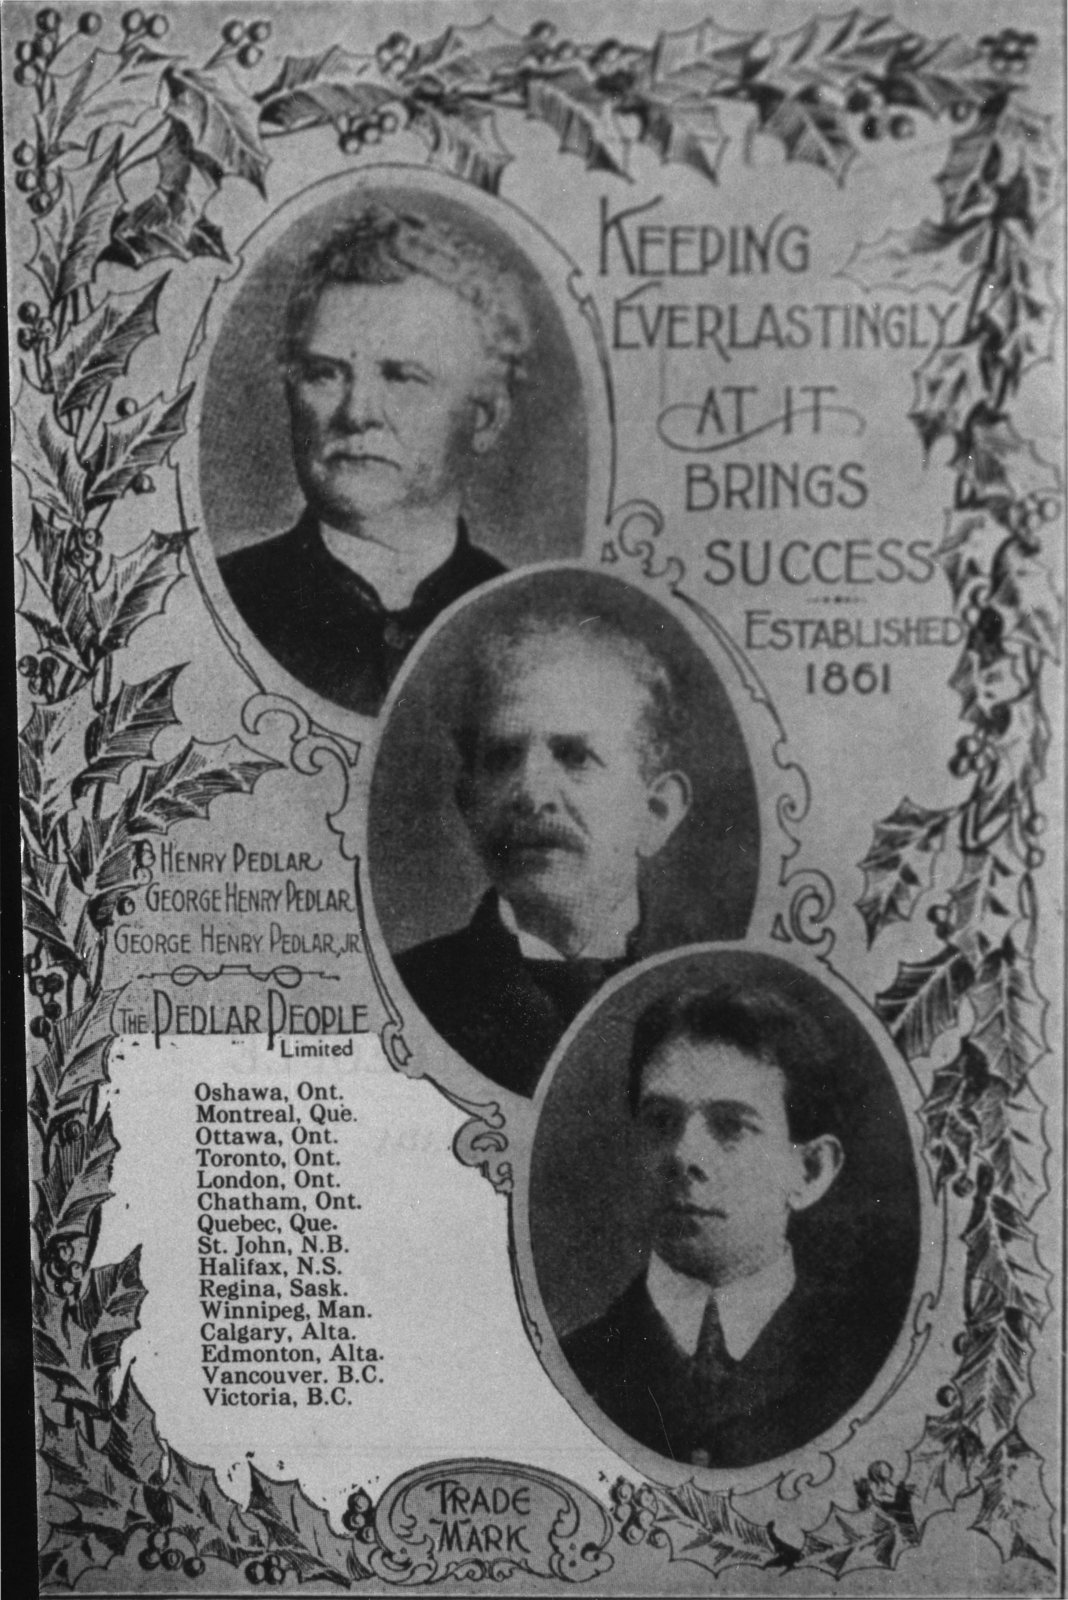 KEEPING
EVERLASTINGLY
AT IT
BRINGS
SUCCESS
ESTABLISHED
1861
HENRY PEDLAR
GEORGE HENRY PEDLAR
GEORGE HENRY PEDLAR, JR.
THE PEDLAR PEOPLE
Limited
Oshawa, Ont.
Montreal, Que.
Ottawa, Ont.
Toronto, Ont.
London, Ont.
Chatham, Ont.
Quebec, Que.
St. John, N.B.
Halifax, N.S.
Regina, Sask.
Winnipeg, Man.
Calgary, Alta.
Edmonton, Alta.
Vancouver. B.C.
Victoria, B.C.
TRADE
MARK